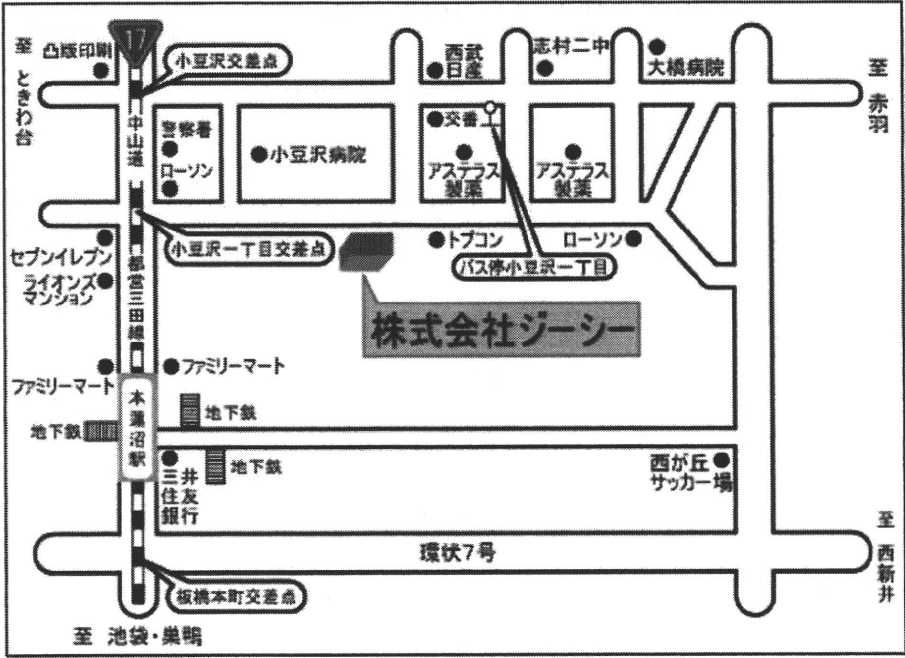 17
至 ときわ台
凸版印刷
小豆沢交差点
西武
日産
志村二中
大橋病院
至 赤羽
中山道
警察署
ローソン
小豆沢病院
交番
アステラス
製薬
アステラス
製薬
小豆沢一丁目交差点
トプコン
ローソン
バス停小豆沢一丁目
セブンイレブン
ライオンズ
マンション
都営三田線
株式会社ジーシー
ファミリーマート
ファミリーマート
本蓮沼駅
地下鉄
地下鉄
地下鉄
三井
住友
銀行
西が丘
サッカー場
環状7号
至 西新井
板橋本町交差点
至 池袋・巣鴨